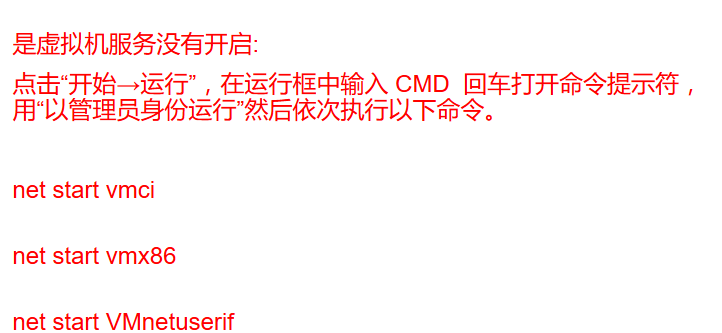 是虚拟机服务没有开启:
点击“开始→运行”，在运行框中输入 CMD  回车打开命令提示符，
用“以管理员身份运行”然后依次执行以下命令。
net start vmci
net start vmx86
net start VMnetuserif